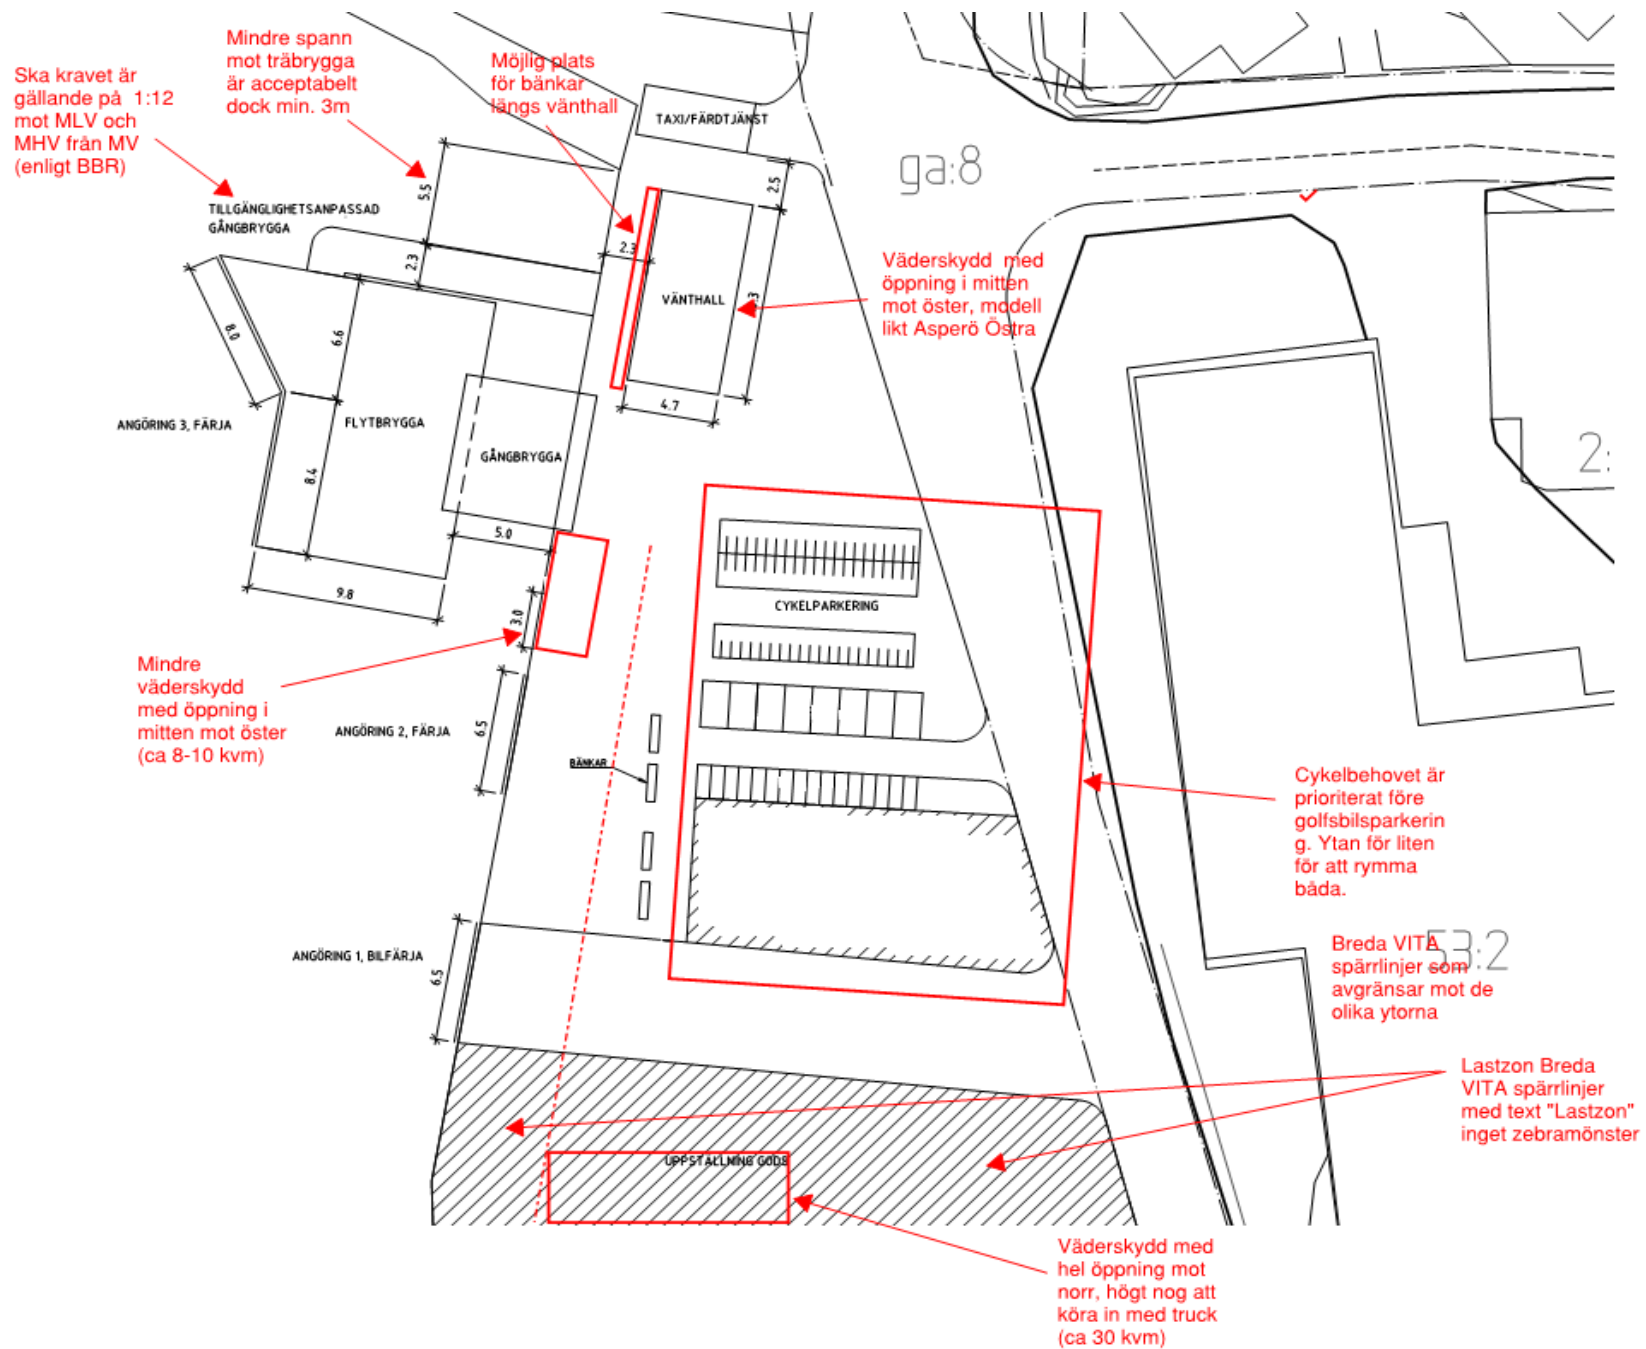 Mindre spann
mot träbrygga
är acceptabelt
dock min. 3m
Möjlig plats
för bänkar
längs vänthall
Ska kravet är
gällande på 1:12
mot MLV och
MHV från MV
(enligt BBR)
TAXI/FÄRDTJÄNST
ga:8
2.5
5.5
TILLGÄNGLIGHETSANPASSAD
GÅNGBRYGGA
2.3
2.3
Väderskydd med
öppning i mitten
mot öster, modell
likt Asperö Östra
VÄNTHALL
.3
8.0
6.6
4.7
ANGÖRING 3, FÄRJA
FLYTBRYGGA
GÅNGBRYGGA
2:
8.4
5.0
9.8
3.0
CYKELPARKERING
Mindre
väderskydd
med öppning i
mitten mot öster
(ca 8-10 kvm)
6.5
ANGÖRING 2, FÄRJA
BÄNKAR
Cykelbehovet är
prioriterat före
golfsbilsparkerin
g. Ytan för liten
för att rymma
båda.
ANGÖRING 1, BILFÄRJA
6.5
53:2
Breda VITA
spärrlinjer som
avgränsar mot de
olika ytorna
Lastzon Breda
VITA spärrlinjer
med text "Lastzon"
inget zebramönster
UPPSTÄLLNING GODS
Väderskydd med
hel öppning mot
norr, högt nog att
köra in med truck
(ca 30 kvm)